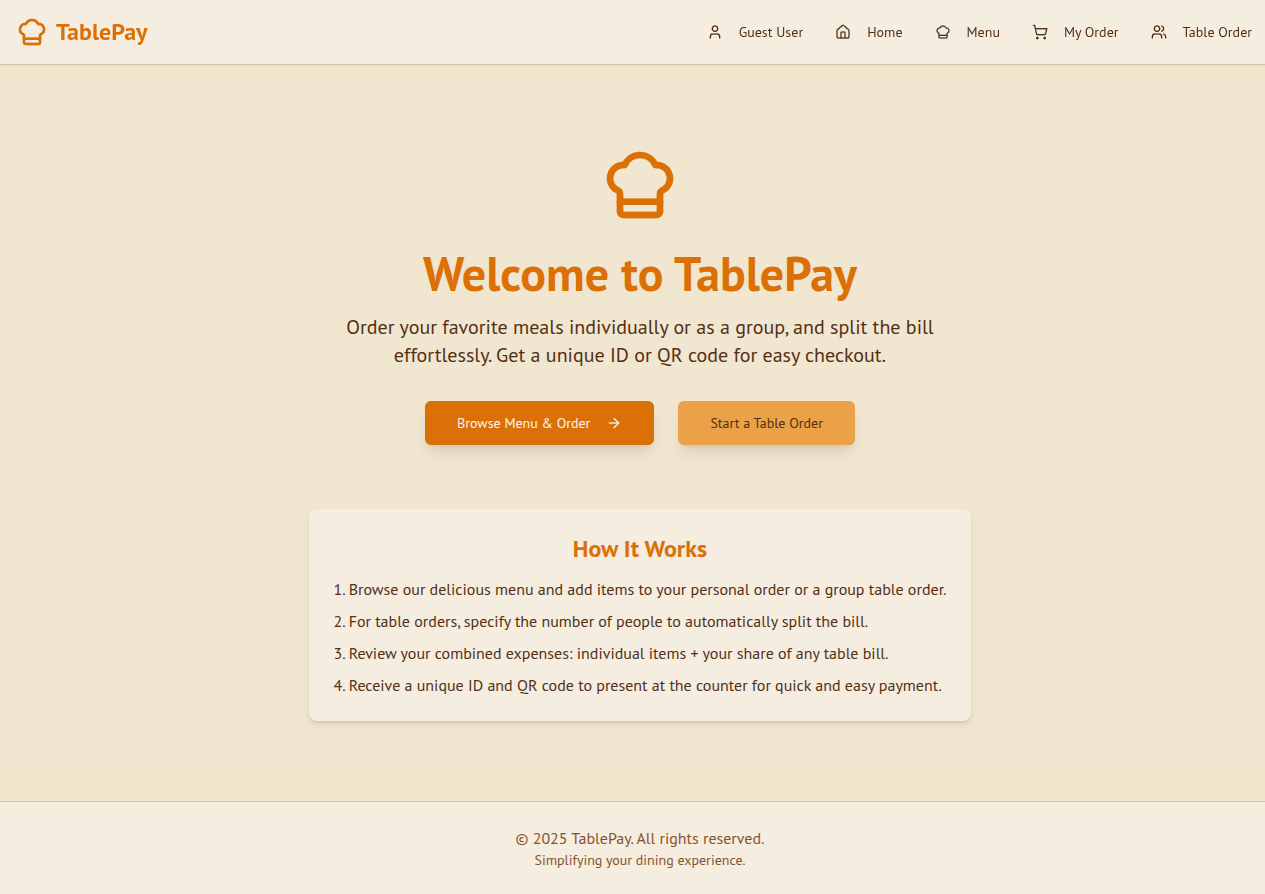 TablePay
Guest User
Home
Menu
My Order
Table Order
Welcome to TablePay
Order your favorite meals individually or as a group, and split the bill
effortlessly. Get a unique ID or QR code for easy checkout.
Browse Menu & Order
Start a Table Order
How It Works
1. Browse our delicious menu and add items to your personal order or a group table order.
2. For table orders, specify the number of people to automatically split the bill.
3. Review your combined expenses: individual items + your share of any table bill.
4. Receive a unique ID and QR code to present at the counter for quick and easy payment.
© 2025 TablePay. All rights reserved.
Simplifying your dining experience.